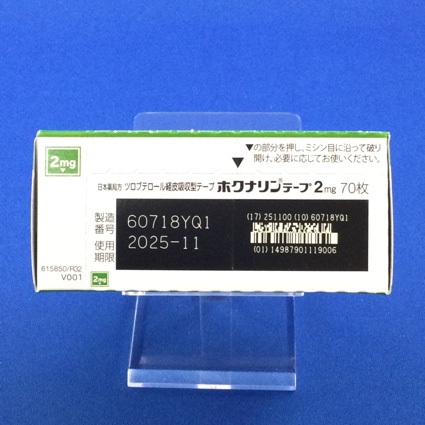 2mg
▼の部分を押し、ミシン目に沿って破り
開け、必要に応じてお使いください。
日本薬局方 ツロブテロール経皮吸収型テープ ホクナリン®テープ2mg 70枚
製造番号 60718YQ1
使用期限 2025-11
(17) 251100 (10) 60718YQ1
(01) 14987901119006
615850/R32
V001
2mg